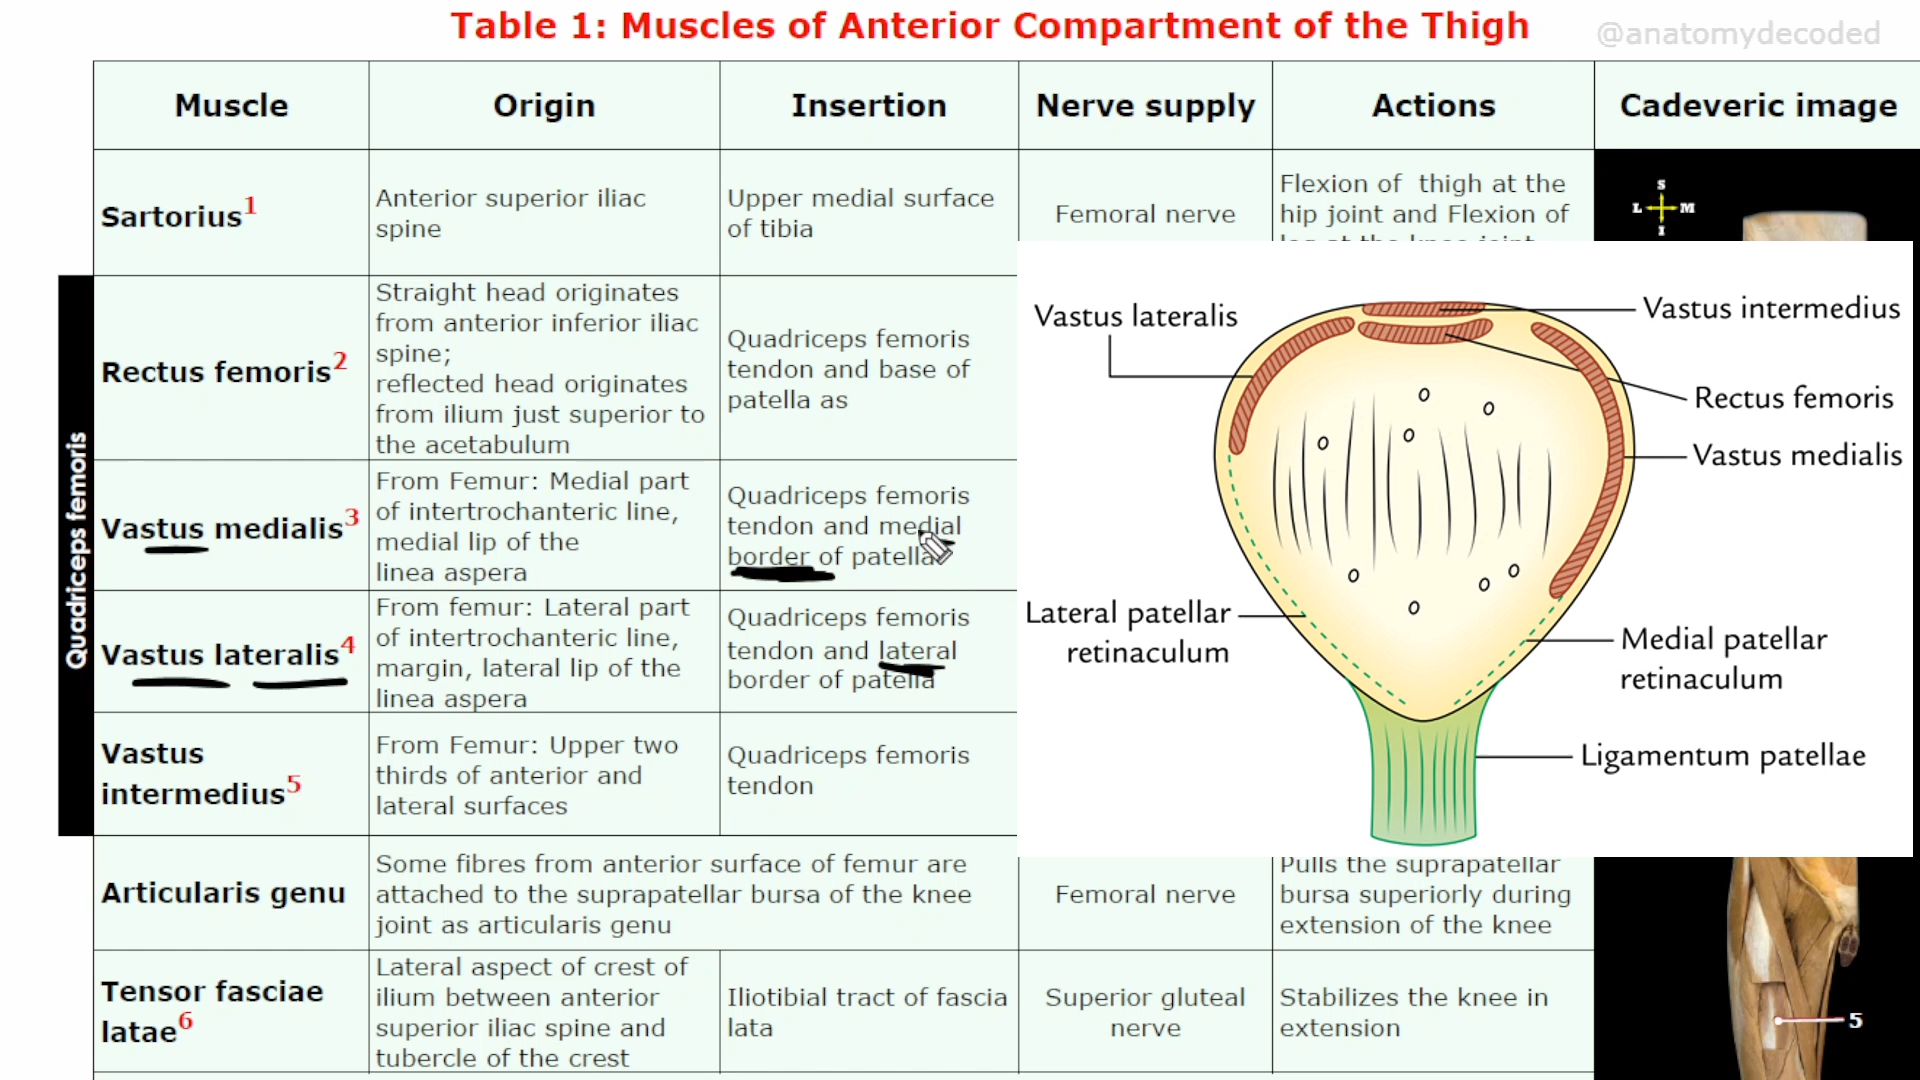 Table 1: Muscles of Anterior Compartment of the Thigh
@anatomydecoded
Muscle
Origin
Insertion
Nerve supply
Actions
Cadeveric image
Sartorius1
Anterior superior iliac
spine
Upper medial surface
of tibia
Femoral nerve
Flexion of thigh at the
hip joint and Flexion of
S
L
M
I
Quadriceps femoris
Rectus femoris2
Straight head originates
from anterior inferior iliac
spine;
reflected head originates
from ilium just superior to
the acetabulum
Quadriceps femoris
tendon and base of
patella as
Vastus medialis3
From Femur: Medial part
of intertrochanteric line,
medial lip of the
linea aspera
Quadriceps femoris
tendon and medial
border of patella
Vastus lateralis4
From femur: Lateral part
of intertrochanteric line,
margin, lateral lip of the
linea aspera
Quadriceps femoris
tendon and lateral
border of patella
Vastus
intermedius5
From Femur: Upper two
thirds of anterior and
lateral surfaces
Quadriceps femoris
tendon
Vastus lateralis
Vastus intermedius
Rectus femoris
Vastus medialis
Lateral patellar
retinaculum
Medial patellar
retinaculum
Ligamentum patellae
Articularis genu
Some fibres from anterior surface of femur are
attached to the suprapatellar bursa of the knee
joint as articularis genu
Femoral nerve
Pulls the suprapatellar
bursa superiorly during
extension of the knee
Tensor fasciae
latae6
Lateral aspect of crest of
ilium between anterior
superior iliac spine and
tubercle of the crest
Iliotibial tract of fascia
lata
Superior gluteal
nerve
Stabilizes the knee in
extension
5